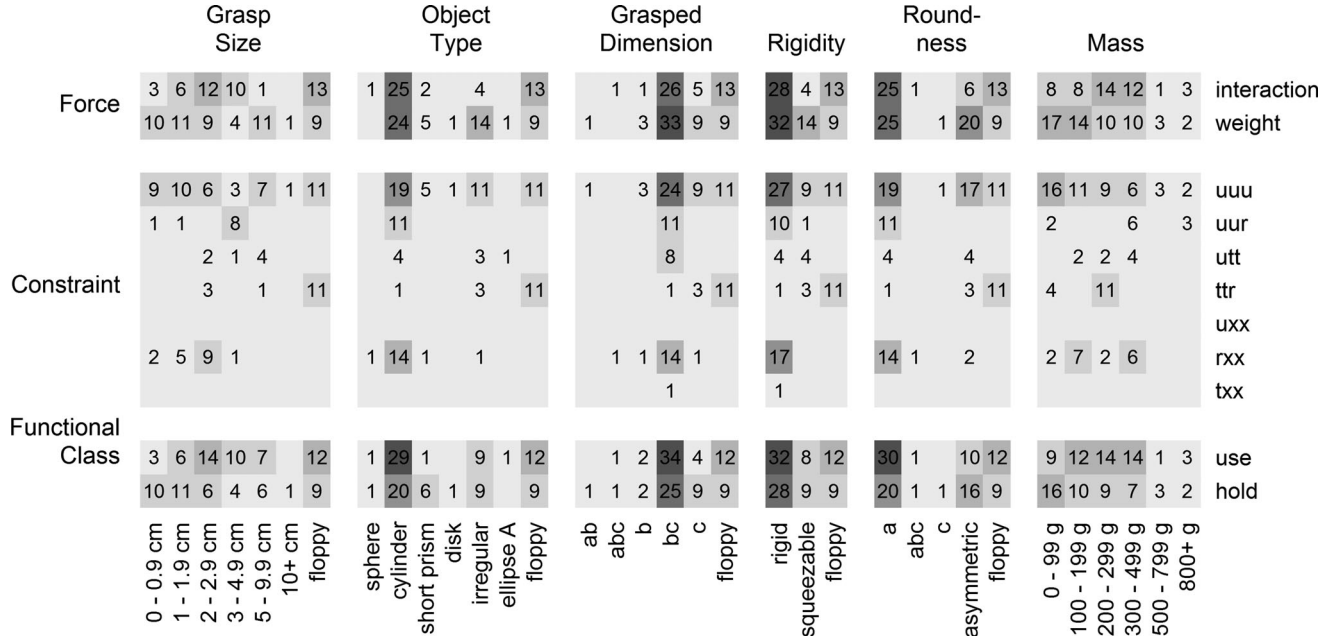 Grasp Size Object Type Grasped Dimension Rigidity Round-ness Mass
Force
3 6 12 10 1 13 1 25 2 4 13 1 1 26 5 13 28 4 13 25 1 6 13 8 8 14 12 1 3 interaction
10 11 9 4 11 1 9 24 5 1 14 1 9 1 3 33 9 9 32 14 9 25 1 20 9 17 14 10 10 3 2 weight
Constraint
9 10 6 3 7 1 11 19 5 1 11 11 1 3 24 9 11 27 9 11 19 1 17 11 16 11 9 6 3 2 uuu
1 1 8 11 11 10 1 11 2 6 3 uur
2 1 4 4 3 1 8 4 4 4 4 2 2 4 utt
3 1 11 1 3 11 1 3 11 1 3 11 1 3 11 4 11 ttr
uxx
2 5 9 1 1 14 1 1 1 1 14 1 17 14 1 2 2 7 2 6 rxx
1 1 txx
Functional Class
3 6 14 10 7 12 1 29 1 9 1 12 1 2 34 4 12 32 8 12 30 1 10 12 9 12 14 14 1 3 use
10 11 6 4 6 1 9 1 20 6 1 9 9 1 1 2 25 9 9 28 9 9 20 1 1 16 9 16 10 9 7 3 2 hold
0 - 0.9 cm
1 - 1.9 cm
2 - 2.9 cm
3 - 4.9 cm
5 - 9.9 cm
10+ cm
floppy
sphere
cylinder
short prism
disk
irregular
ellipse A
floppy
ab
abc
b
bc
c
floppy
rigid
squeezable
floppy
a
abc
c
asymmetric
floppy
0 - 999 g
100 - 199 g
200 - 299 g
300 - 499 g
500 - 799 g
800+ g